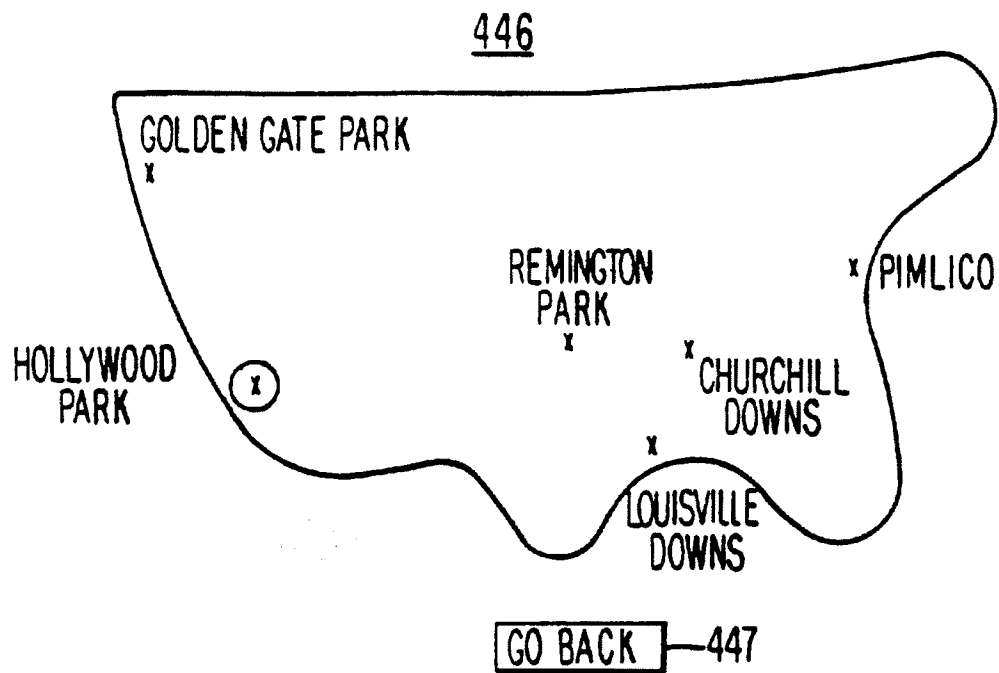 446
GOLDEN GATE PARK
x
REMINGTON
PARK
x
x
PIMLICO
HOLLYWOOD
PARK
x
x
CHURCHILL
DOWNS
x
LOUISVILLE
DOWNS
GO BACK 447